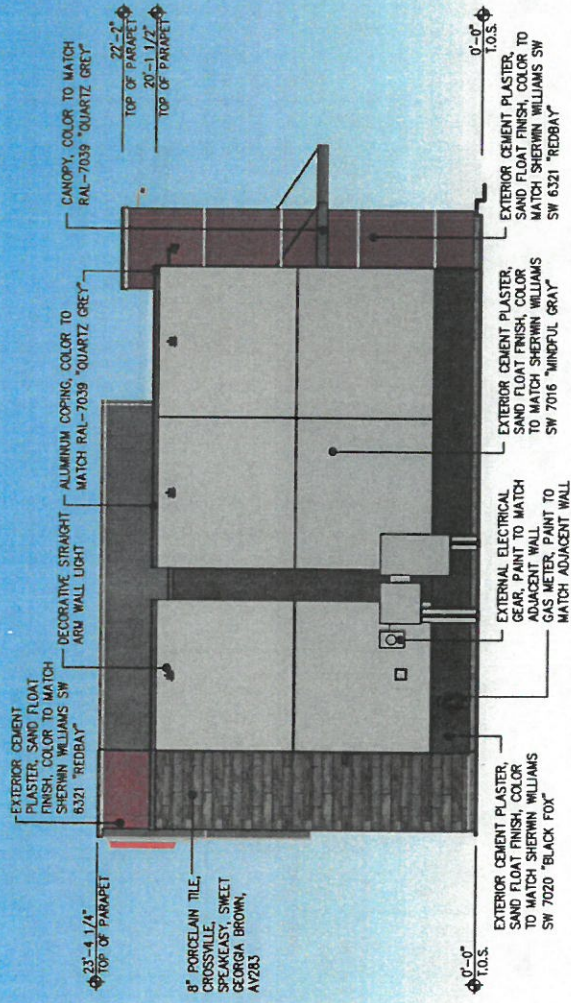 EXTERIOR CEMENT
PLASTER, SAND FLOAT
FINISH, COLOR TO MATCH
SHERWIN WILLIAMS SW
6321 "REDBAY"
DECORATIVE STRAIGHT
ARM WALL LIGHT
ALUMINUM COPING, COLOR TO
MATCH RAL-7039 "QUARTZ GREY"
CANOPY, COLOR TO MATCH
RAL-7039 "QUARTZ GREY"
22'-2"
TOP OF PARAPET
20'-1 1/2"
TOP OF PARAPET
23'-4 1/4"
TOP OF PARAPET
8" PORCELAIN TILE,
CROSSVILLE,
SPEAKEASY, SWEET
GEORGIA BROWN,
AV283
0'-0"
T.O.S.
0'-0"
T.O.S.
EXTERIOR CEMENT PLASTER,
SAND FLOAT FINISH, COLOR
TO MATCH SHERWIN WILLIAMS
SW 7020 "BLACK FOX"
EXTERNAL ELECTRICAL
GEAR, PAINT TO MATCH
ADJACENT WALL
GAS METER, PAINT TO
MATCH ADJACENT WALL
EXTERIOR CEMENT PLASTER,
SAND FLOAT FINISH, COLOR
TO MATCH SHERWIN WILLIAMS
SW 7016 "MINDFUL GRAY"
EXTERIOR CEMENT PLASTER,
SAND FLOAT FINISH, COLOR TO
MATCH SHERWIN WILLIAMS SW
SW 6321 "REDBAY"